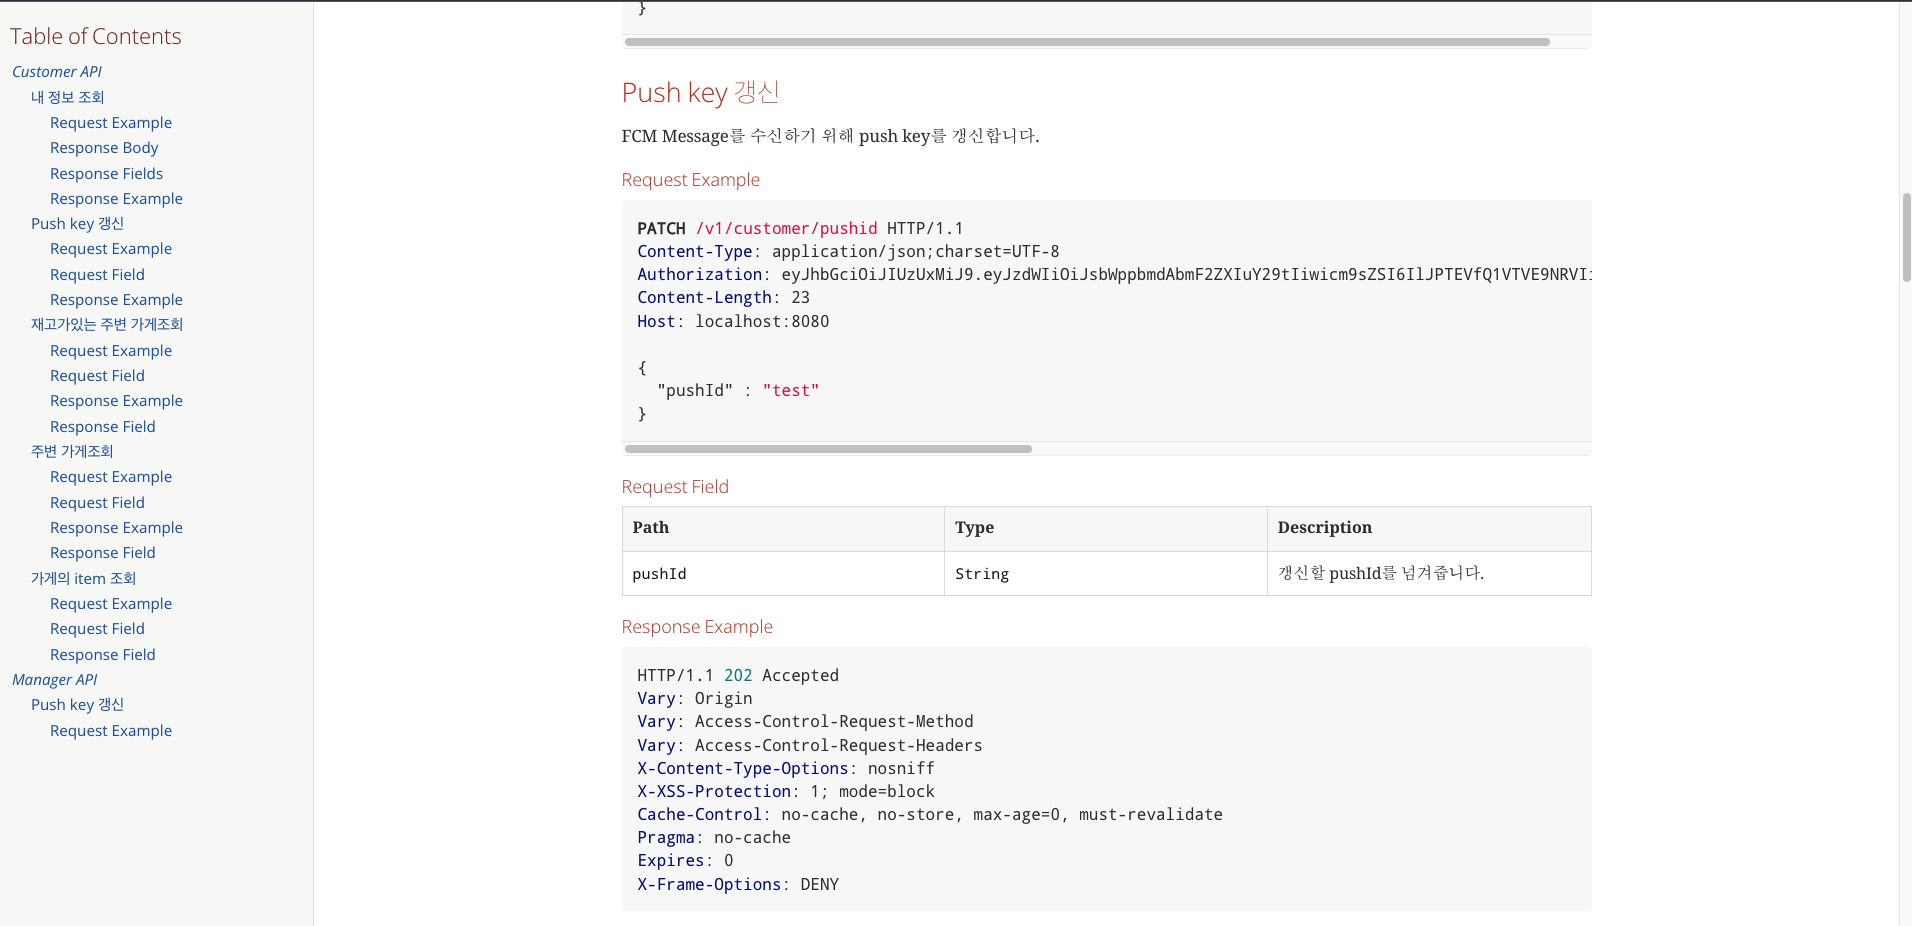 Table of Contents
Customer API
내 정보 조회
Request Example
Response Body
Response Fields
Response Example
Push key 갱신
Request Example
Request Field
Response Example
재고가있는 주변 가게조회
Request Example
Request Field
Response Example
Response Field
주변 가게조회
Request Example
Request Field
Response Example
Response Field
가게의 item 조회
Request Example
Request Field
Response Field
Manager API
Push key 갱신
Request Example
}
Push key 갱신
FCM Message를 수신하기 위해 push key를 갱신합니다.
Request Example
PATCH /v1/customer/pushid HTTP/1.1
Content-Type: application/json;charset=UTF-8
Authorization: eyJhbGciOiJIUzUxMiJ9.eyJzdWIiOiJsbWppbmdAbmF2ZXIuY29tIiwicm9sZSI6IlJPTEVfQ1VTVE9NRVIi
Content-Length: 23
Host: localhost:8080
{
"pushId" : "test"
}
Request Field
Path Type Description
pushId String 갱신할 pushId를 넘겨줍니다.
Response Example
HTTP/1.1 202 Accepted
Vary: Origin
Vary: Access-Control-Request-Method
Vary: Access-Control-Request-Headers
X-Content-Type-Options: nosniff
X-XSS-Protection: 1; mode=block
Cache-Control: no-cache, no-store, max-age=0, must-revalidate
Pragma: no-cache
Expires: 0
X-Frame-Options: DENY